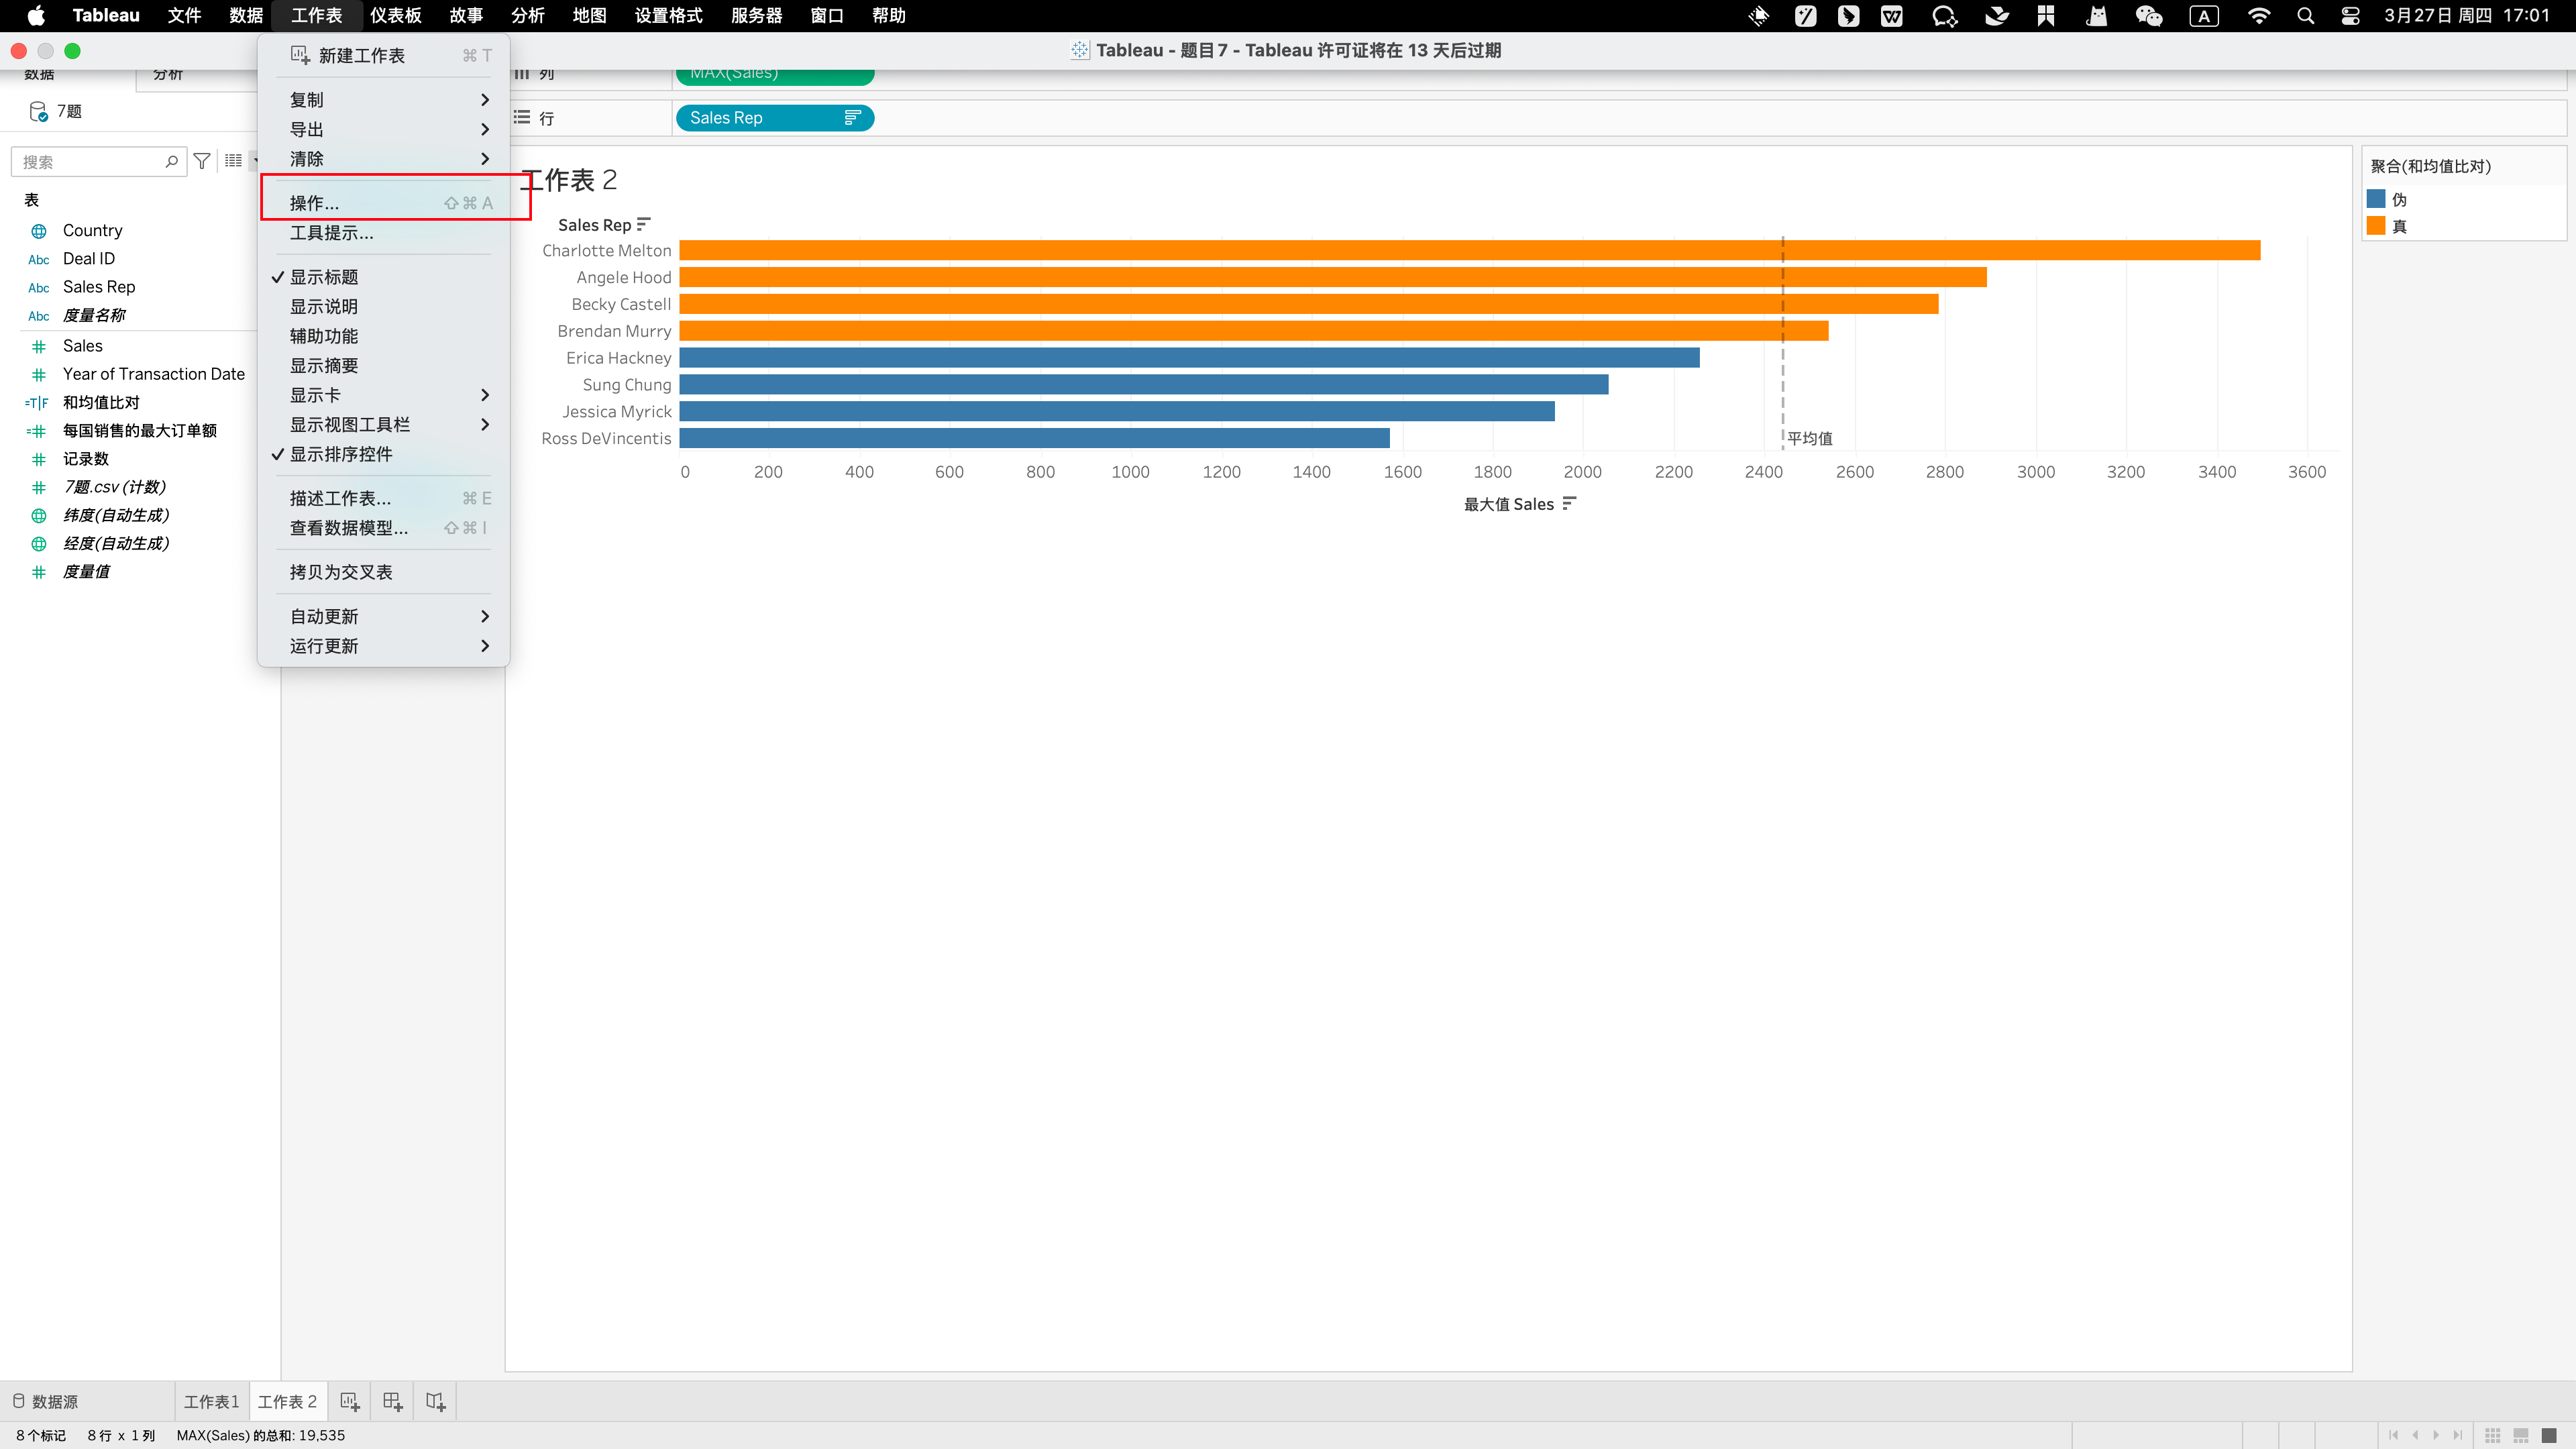 Tableau 文件 数据 工作表 仪表板 故事 分析 地图 设置格式 服务器 窗口 帮助 A 3月27日 周四 17:01
Tableau - 题目7 - Tableau 许可证将在 13 天后过期
数据 分析
7题
搜索
表
Country
Abc Deal ID
Abc Sales Rep
Abc 度量名称
Sales
Year of Transaction Date
=T|F 和均值比对
=# 每国销售的最大订单额
记录数
7题.csv (计数)
纬度(自动生成)
经度(自动生成)
度量值
新建工作表 ⌘ T
复制
导出
清除
操作... ⇧ ⌘ A
工具提示...
✓ 显示标题
显示说明
辅助功能
显示摘要
显示卡
显示视图工具栏
✓ 显示排序控件
描述工作表... ⌘ E
查看数据模型... ⇧ ⌘ I
拷贝为交叉表
自动更新
运行更新
列 MAX(Sales)
行 Sales Rep
工作表 2
Sales Rep
Charlotte Melton
Angele Hood
Becky Castell
Brendan Murry
Erica Hackney
Sung Chung
Jessica Myrick
Ross DeVincentis
平均值
0 200 400 600 800 1000 1200 1400 1600 1800 2000 2200 2400 2600 2800 3000 3200 3400 3600
最大值 Sales
聚合(和均值比对)
伪
真
数据源 工作表1 工作表 2
8个标记 8行 x 1列 MAX(Sales) 的总和: 19,535